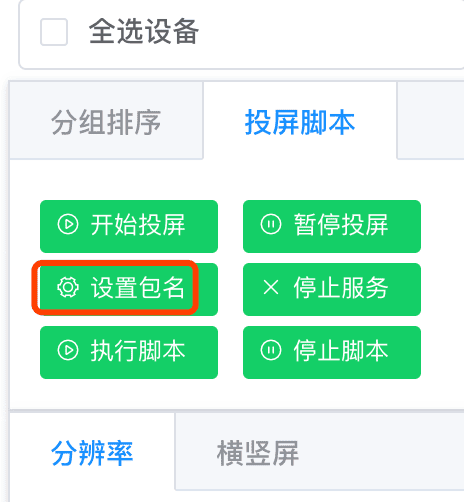 全选设备
分组排序 投屏脚本
开始投屏 暂停投屏
设置包名 停止服务
执行脚本 停止脚本
分辨率 横竖屏